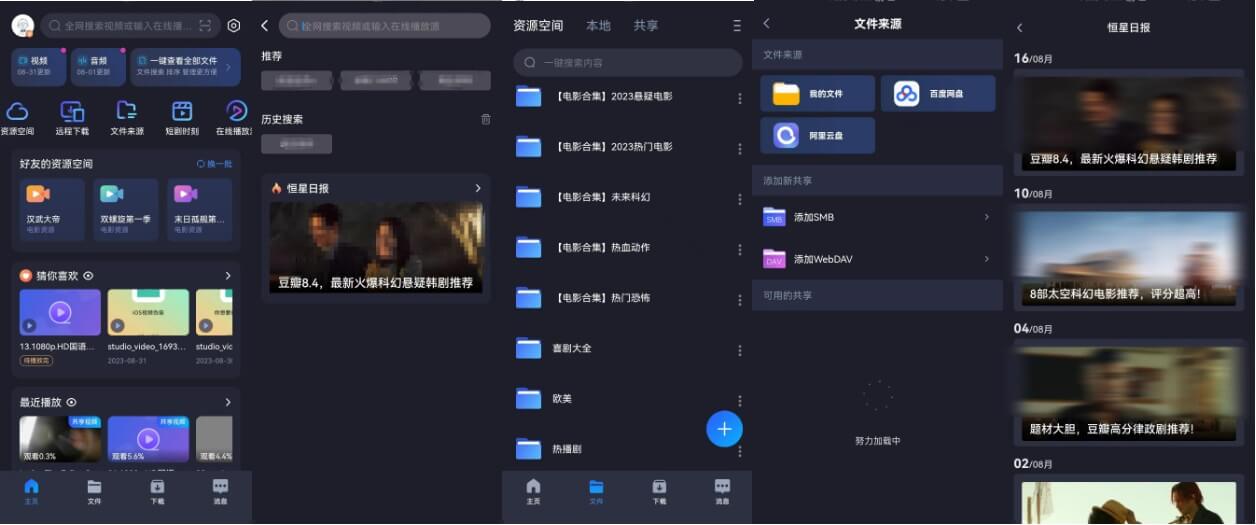 全网搜索视频或输入在线播...
视频
08-31更新
音频
08-01更新
一键查看全部文件
文件搜索 排序 管理更方便
资源空间
远程下载
文件来源
短剧时刻
在线播放
好友的资源空间
换一批
汉武大帝
电影资源
双螺旋第一季
电影资源
末日孤舰第...
电影资源
猜你喜欢
iOS视频伪装
13.1080p.HD国语...
待播放完
studio_video_1693...
2023-08-31
studio_vid
2023-08-3
最近播放
共享视频
观看0.3%
共享视频
观看5.6%
观看4.4%
主页
文件
下载
消息
全网搜索视频或输入在线播放源
推荐
历史搜索
恒星日报
豆瓣8.4，最新火爆科幻悬疑韩剧推荐
资源空间
本地
共享
一键搜索内容
【电影合集】2023悬疑电影
【电影合集】2023热门电影
【电影合集】未来科幻
【电影合集】热血动作
【电影合集】热门恐怖
喜剧大全
欧美
热播剧
主页
文件
下载
消息
文件来源
文件来源
我的文件
百度网盘
阿里云盘
添加新共享
SMB
添加SMB
DAV
添加WebDAV
可用的共享
努力加载中
恒星日报
16/08月
豆瓣8.4，最新火爆科幻悬疑韩剧推荐
10/08月
8部太空科幻电影推荐，评分超高！
04/08月
题材大胆，豆瓣高分律政剧推荐！
02/08月